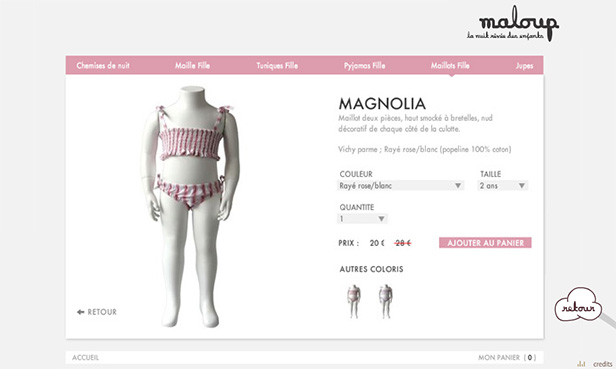 maloup
la nuit rêvée des enfants
Chemises de nuit Maille Fille Tuniques Fille Pyjamas Fille Maillots Fille Jupes
MAGNOLIA
Maillot deux pièces, haut smocké à bretelles, nud
décoratif de chaque côté de la culotte.
Vichy parme ; Rayé rose/blanc (popeline 100% coton)
COULEUR TAILLE
Rayé rose/blanc 2 ans
QUANTITE
1
PRIX : 20 € 28 € AJOUTER AU PANIER
AUTRES COLORIS
RETOUR
retour
ACCUEIL MON PANIER ( 0 )
credits